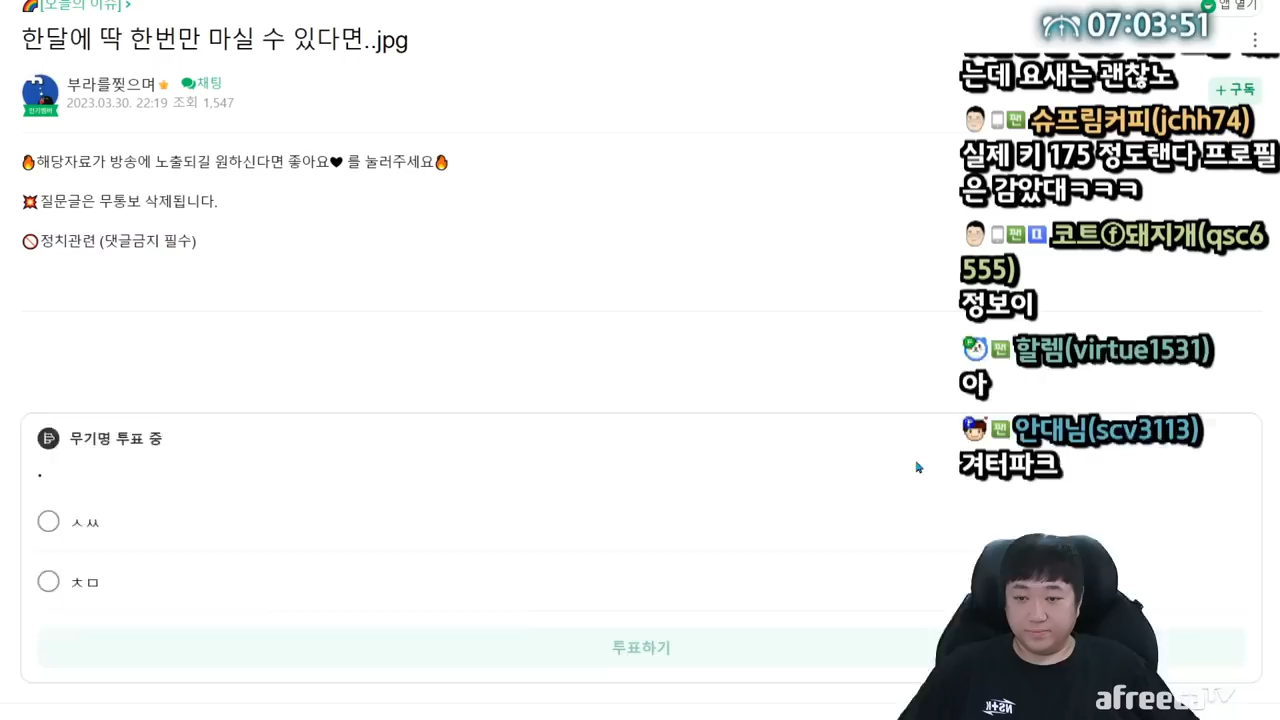 [오늘의 이슈] >
앱 열기
한달에 딱 한번만 마실 수 있다면..jpg
부라를찢으며
채팅
2023.03.30. 22:19 조회 1,547
+ 구독
해당자료가 방송에 노출되길 원하신다면 좋아요♥ 를 눌러주세요
질문글은 무통보 삭제됩니다.
정치관련 (댓글금지 필수)
무기명 투표 중
.
ㅅㅆ
ㅊㅁ
투표하기
07:03:51
는데 요새는 괜찮노
팬 슈프림커피(jchh74)
실제 키 175 정도랜다 프로필
은 감았대ㅋㅋㅋ
팬 코트ⓕ돼지개(qsc6
555)
정보이
팬 할렘(virtue1531)
아
팬 안대님(scv3113)
겨터파크
afreecaTV